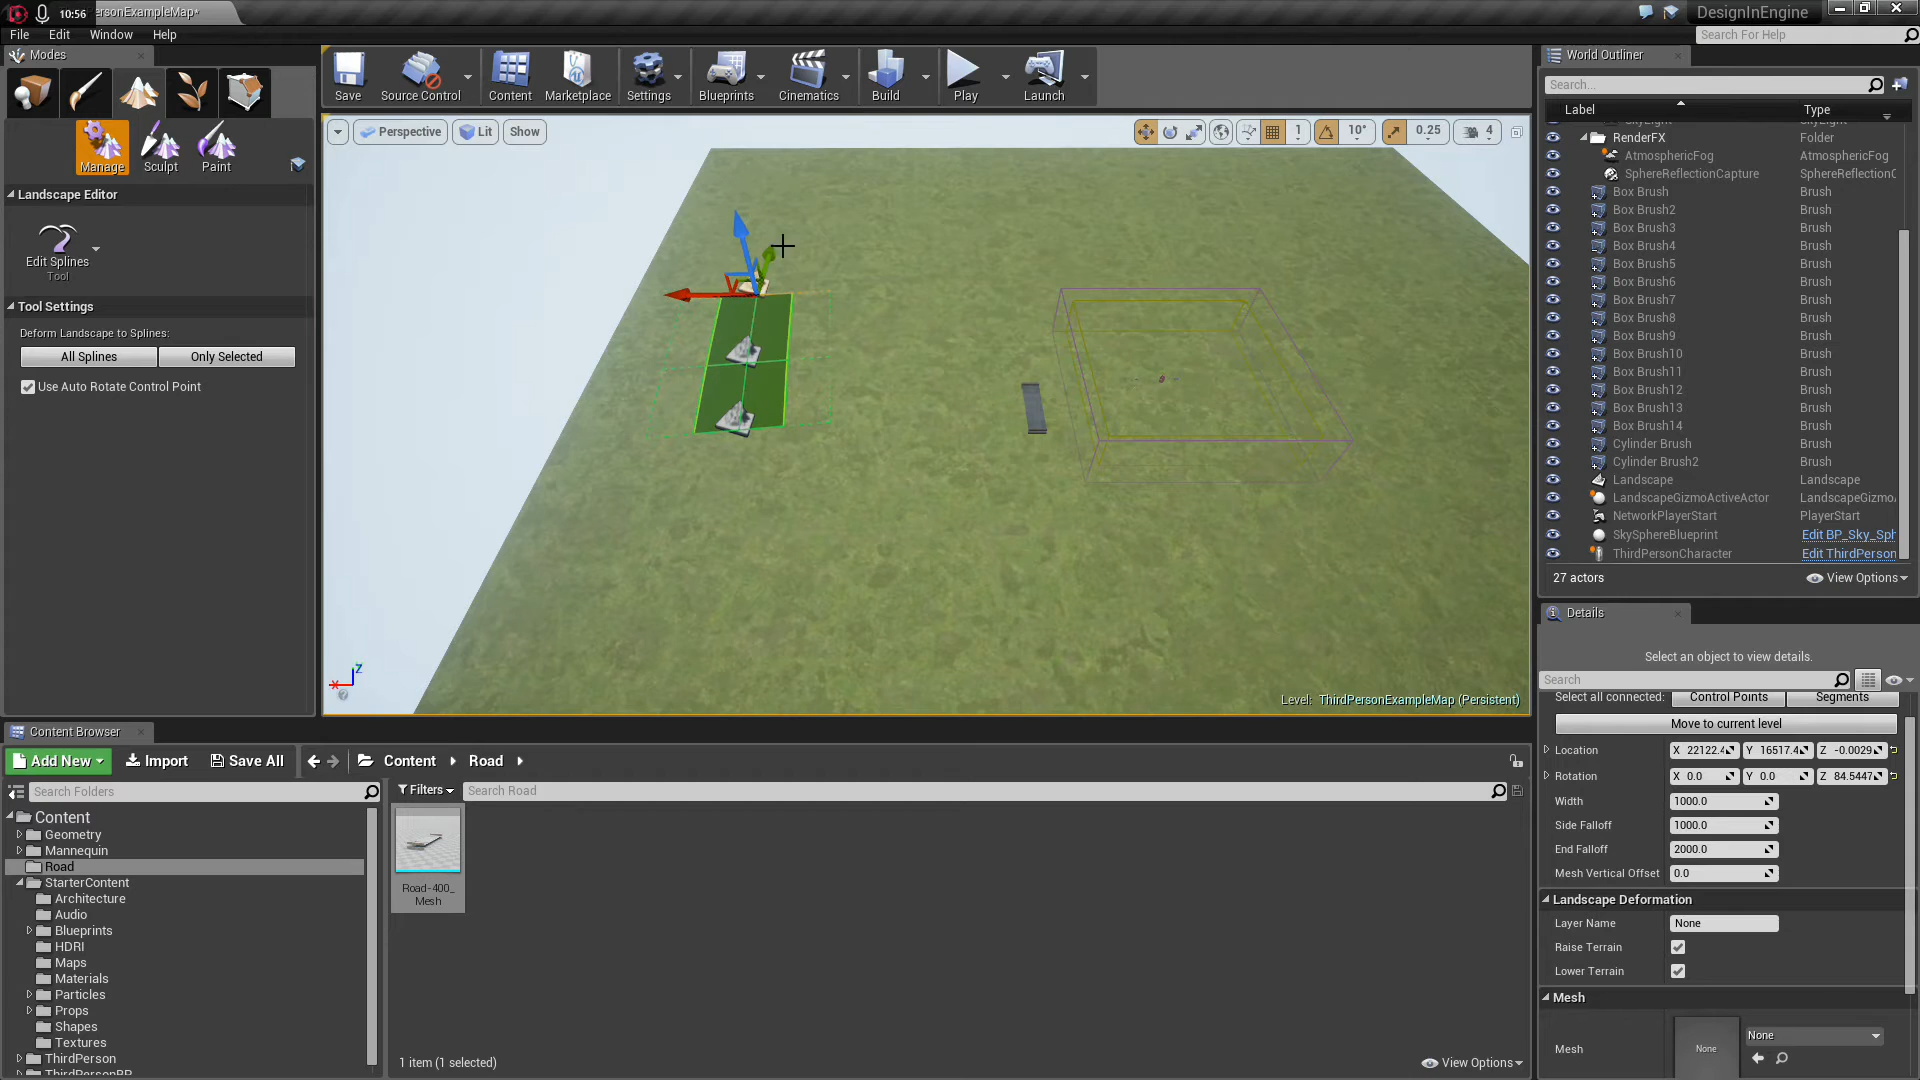 10:56
ersonExampleMap*
DesignInEngine
File Edit Window Help
Search For Help
Modes
Manage Sculpt Paint
Landscape Editor
Edit Splines
Tool
Tool Settings
Deform Landscape to Splines:
All Splines Only Selected
Use Auto Rotate Control Point
Save Source Control Content Marketplace Settings Blueprints Cinematics Build Play Launch
Perspective Lit Show
1 10° 0.25 4
Level: ThirdPersonExampleMap (Persistent)
World Outliner
Search...
Label Type
RenderFX Folder
AtmosphericFog AtmosphericFog
SphereReflectionCapture SphereReflectionC
Box Brush Brush
Box Brush2 Brush
Box Brush3 Brush
Box Brush4 Brush
Box Brush5 Brush
Box Brush6 Brush
Box Brush7 Brush
Box Brush8 Brush
Box Brush9 Brush
Box Brush10 Brush
Box Brush11 Brush
Box Brush12 Brush
Box Brush13 Brush
Box Brush14 Brush
Cylinder Brush Brush
Cylinder Brush2 Brush
Landscape Landscape
LandscapeGizmoActiveActor LandscapeGizmo
NetworkPlayerStart PlayerStart
SkySphereBlueprint Edit BP_Sky_Sph
ThirdPersonCharacter Edit ThirdPerson
27 actors View Options
Details
Select an object to view details.
Search
Select all connected: Control Points Segments
Move to current level
Location X 22122.4 Y 16517.4 Z -0.0029
Rotation X 0.0 Y 0.0 Z 84.5447
Width 1000.0
Side Falloff 1000.0
End Falloff 2000.0
Mesh Vertical Offset 0.0
Landscape Deformation
Layer Name None
Raise Terrain
Lower Terrain
Mesh
Mesh None None
Content Browser
Add New Import Save All Content Road
Search Folders
Filters Search Road
Content
Geometry
Mannequin
Road
StarterContent
Architecture
Audio
Blueprints
HDRI
Maps
Materials
Particles
Props
Shapes
Textures
ThirdPerson
ThirdPersonBP
Road-400_
Mesh
1 item (1 selected) View Options